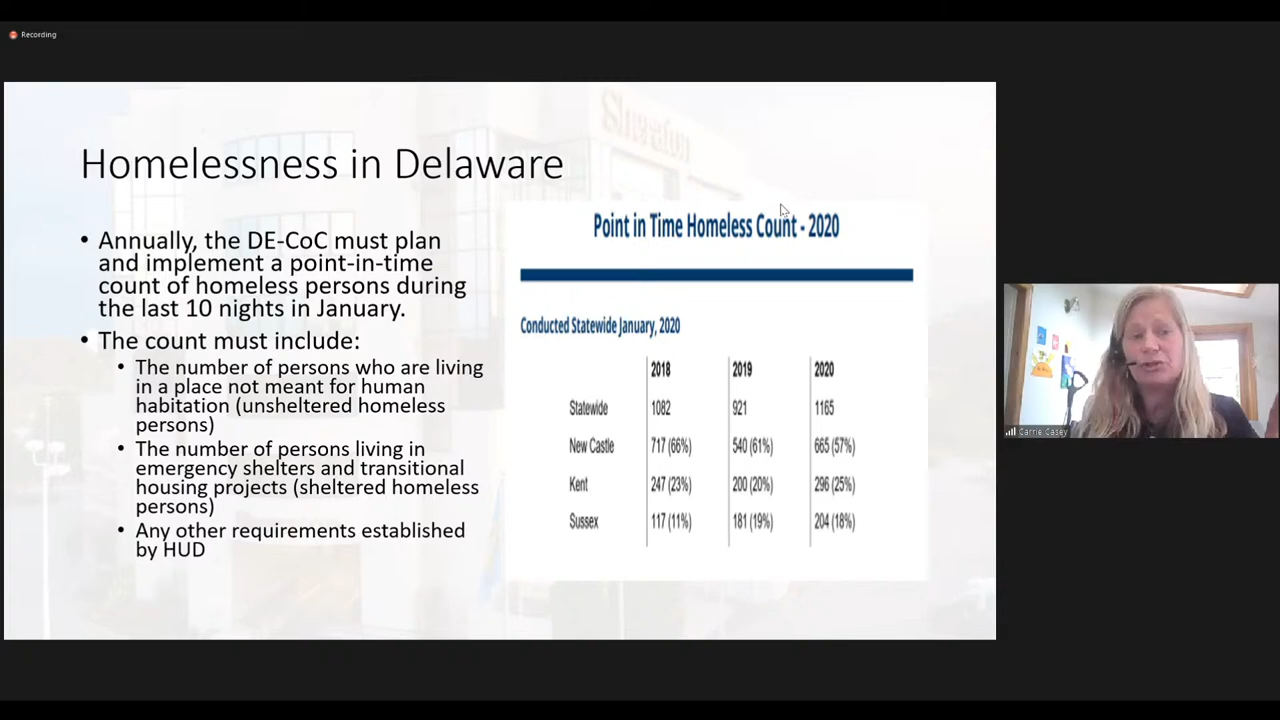 Recording
Sheraton
Homelessness in Delaware
• Annually, the DE-CoC must plan
and implement a point-in-time
count of homeless persons during
the last 10 nights in January.
• The count must include:
• The number of persons who are living
in a place not meant for human
habitation (unsheltered homeless
persons)
• The number of persons living in
emergency shelters and transitional
housing projects (sheltered homeless
persons)
• Any other requirements established
by HUD
Point in Time Homeless Count - 2020
Conducted Statewide January, 2020
2018 2019 2020
Statewide 1082 921 1165
New Castle 717 (66%) 540 (61%) 665 (57%)
Kent 247 (23%) 200 (20%) 296 (25%)
Sussex 117 (11%) 181 (19%) 204 (18%)
Carrie Casey